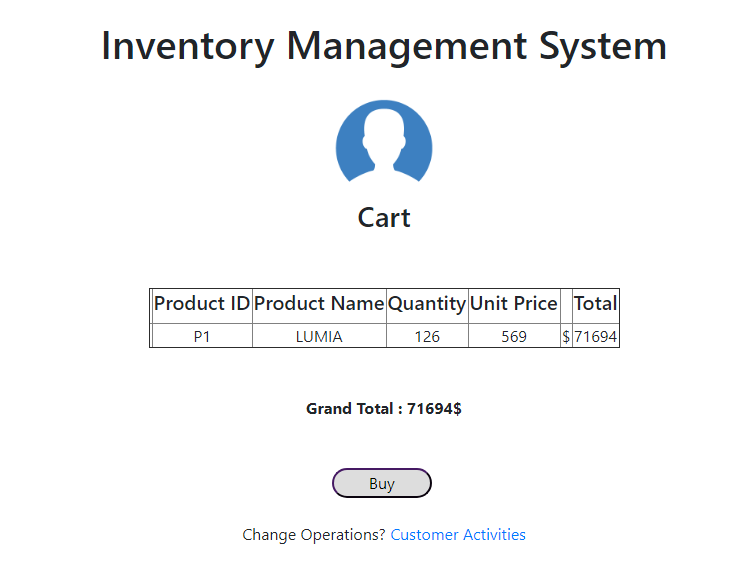 Inventory Management System
Cart
Product ID Product Name Quantity Unit Price Total
P1 LUMIA 126 569 $ 71694
Grand Total : 71694$
Buy
Change Operations? Customer Activities